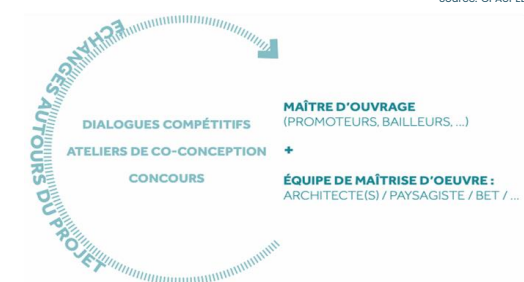 ÉCHANGES AUTOURS DU PROJET
DIALOGUES COMPÉTITIFS
ATELIERS DE CO-CONCEPTION
CONCOURS
MAÎTRE D'OUVRAGE
(PROMOTEURS, BAILLEURS, ...)
+
ÉQUIPE DE MAÎTRISE D'OEUVRE :
ARCHITECTE(S) / PAYSAGISTE / BET / ...